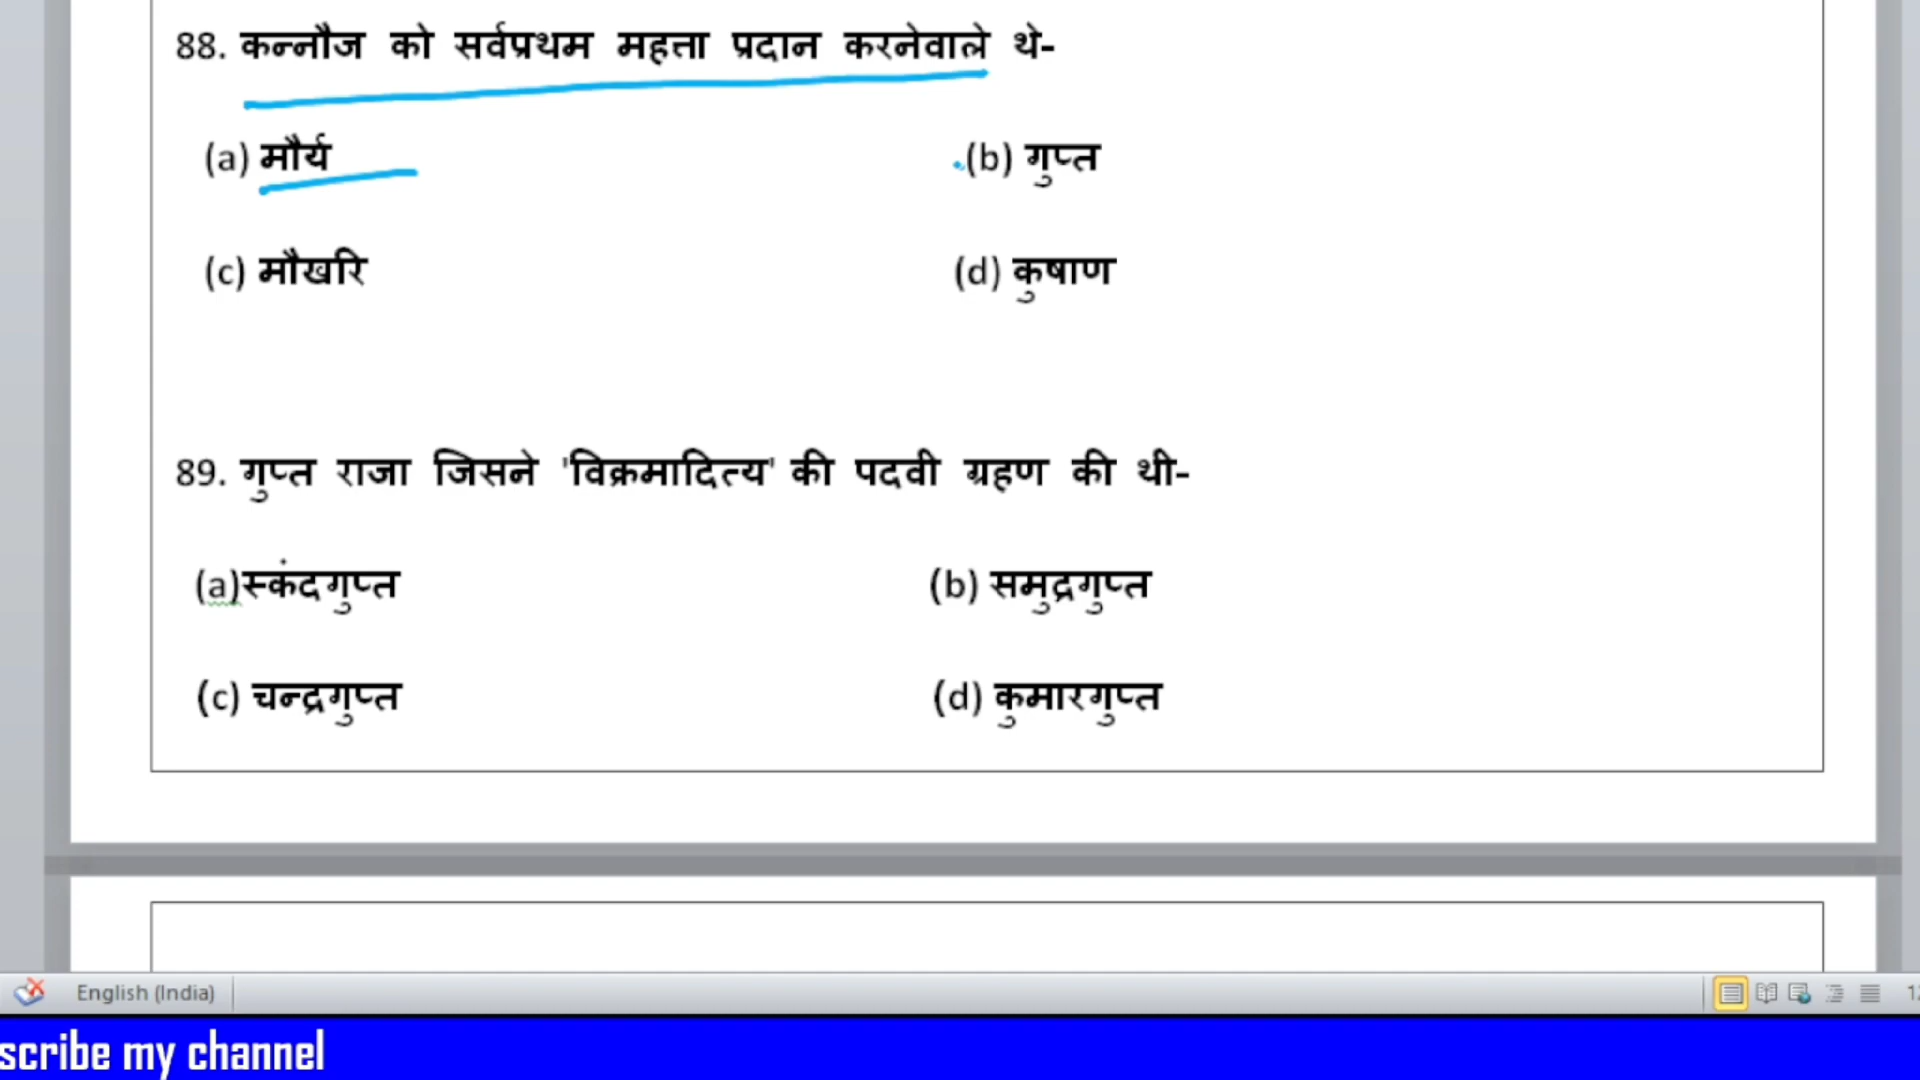 88. कन्नौज को सर्वप्रथम महत्ता प्रदान करनेवाले थे-
(a) मौर्य (b) गुप्त
(c) मौखरि (d) कुषाण
89. गुप्त राजा जिसने 'विक्रमादित्य' की पदवी ग्रहण की थी-
(a)स्कंदगुप्त (b) समुद्रगुप्त
(c) चन्द्रगुप्त (d) कुमारगुप्त
English (India)
scribe my channel